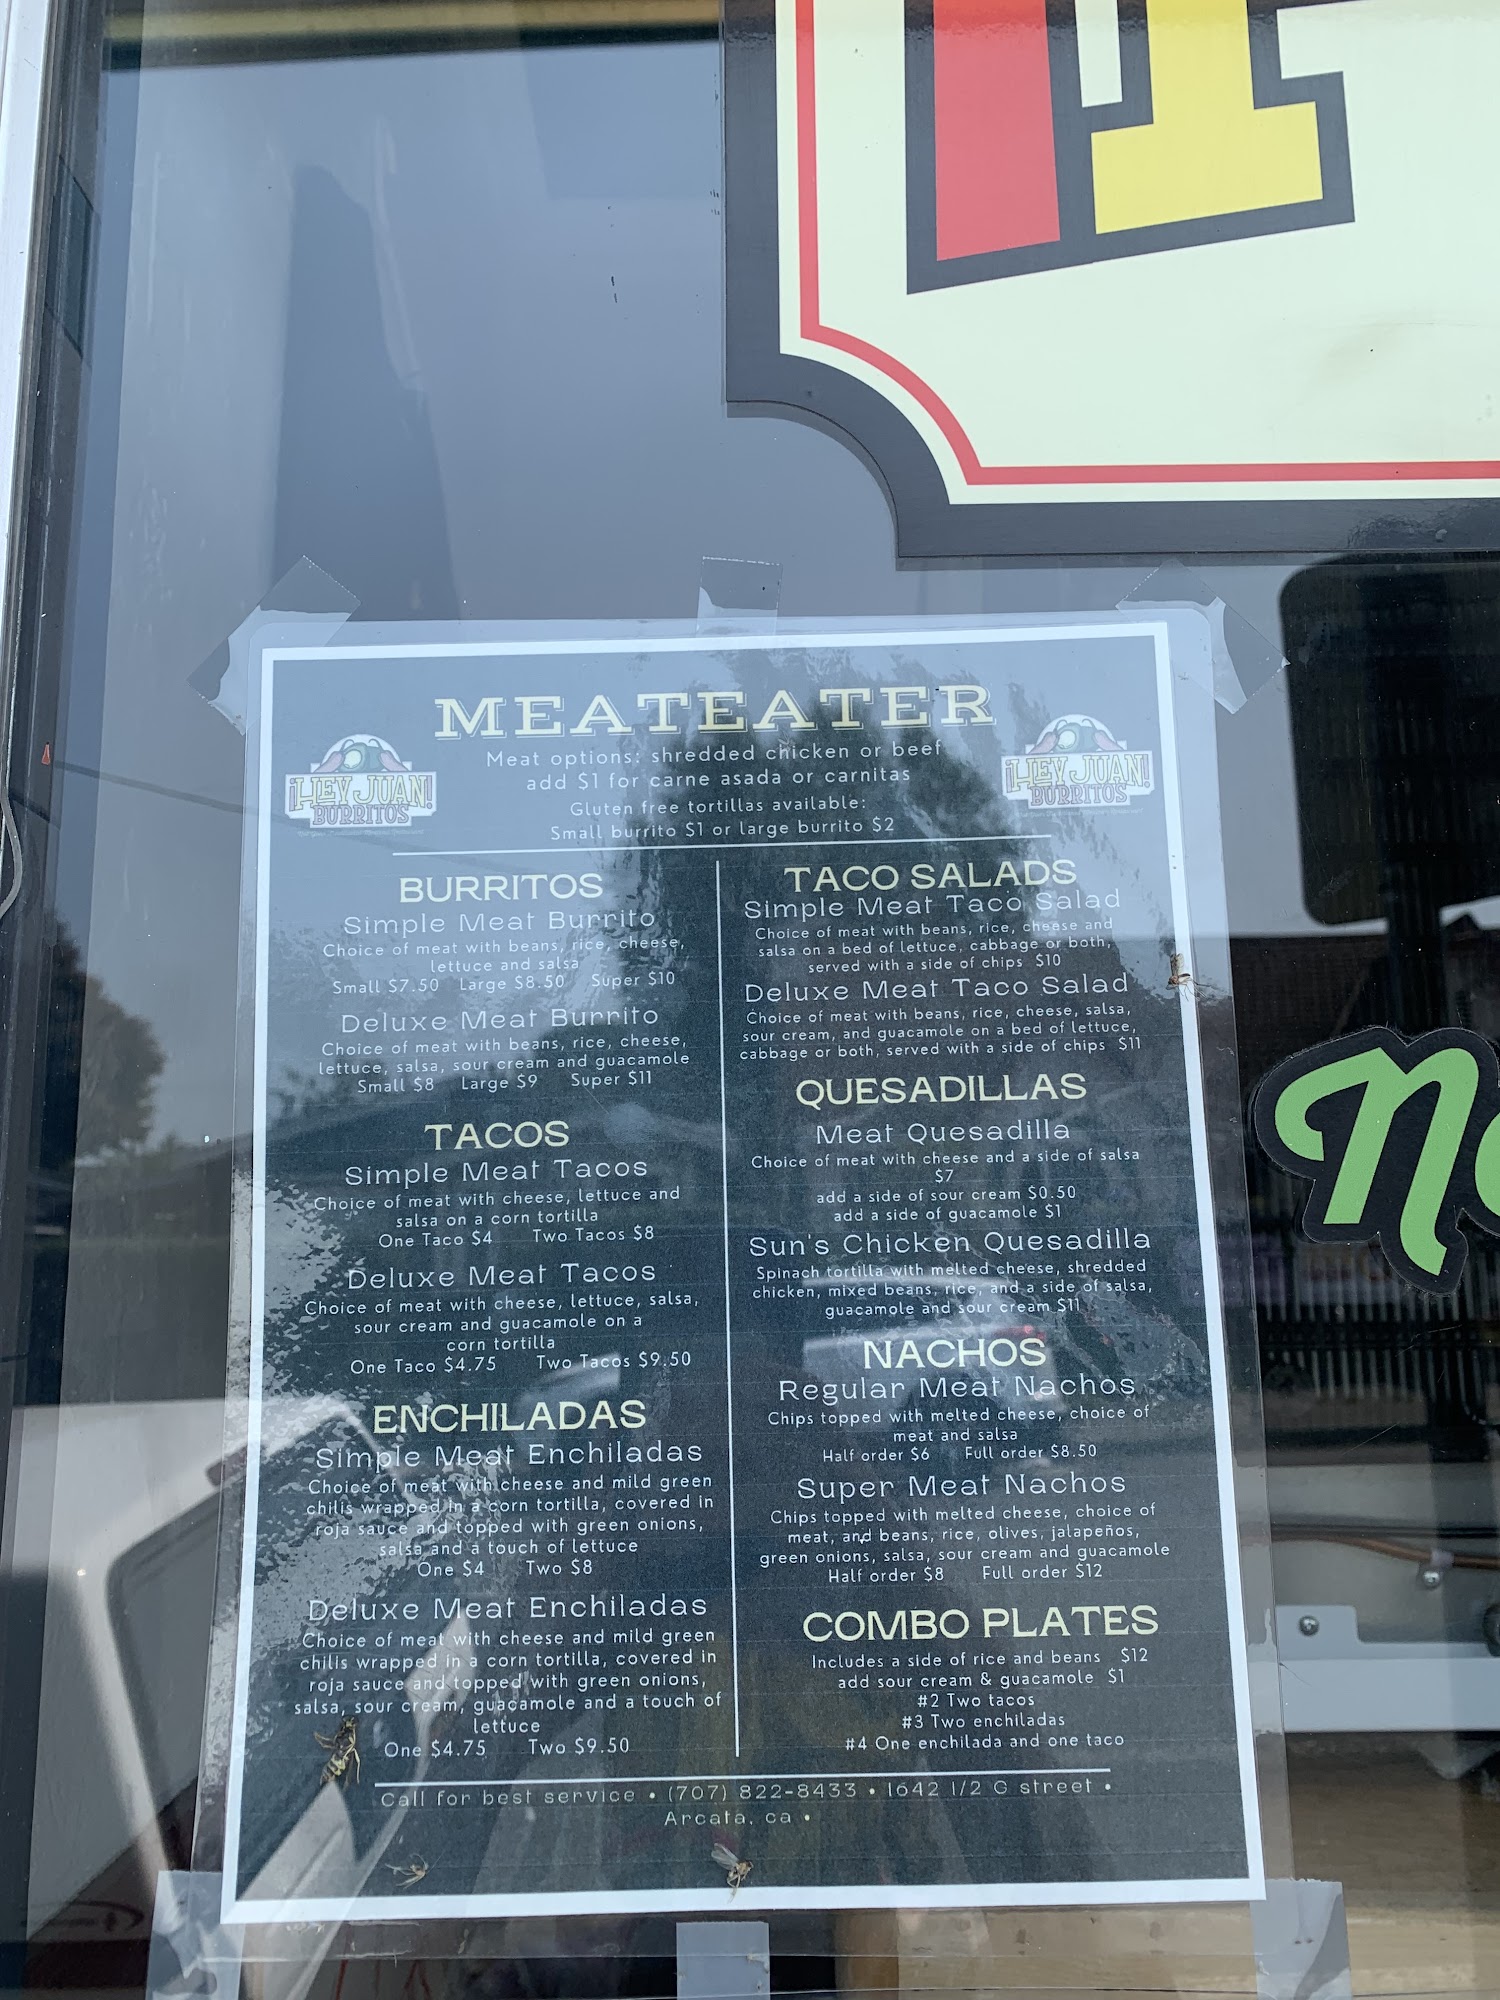 MEATEATER
Meat options: shredded chicken or beef
add $1 for carne asada or carnitas
Gluten free tortillas available:
Small burrito $1 or large burrito $2
¡HEY JUAN!
BURRITOS
¡HEY JUAN!
BURRITOS
BURRITOS
Simple Meat Burrito
Choice of meat with beans, rice, cheese,
lettuce and salsa
Small $7.50 Large $8.50 Super $10
Deluxe Meat Burrito
Choice of meat with beans, rice, cheese,
lettuce, salsa, sour cream and guacamole
Small $8 Large $9 Super $11
TACOS
Simple Meat Tacos
Choice of meat with cheese, lettuce and
salsa on a corn tortilla
One Taco $4 Two Tacos $8
Deluxe Meat Tacos
Choice of meat with cheese, lettuce, salsa,
sour cream and guacamole on a
corn tortilla
One Taco $4.75 Two Tacos $9.50
ENCHILADAS
Simple Meat Enchiladas
Choice of meat with cheese and mild green
chilis wrapped in a corn tortilla, covered in
roja sauce and topped with green onions,
salsa and a touch of lettuce
One $4 Two $8
Deluxe Meat Enchiladas
Choice of meat with cheese and mild green
chilis wrapped in a corn tortilla, covered in
roja sauce and topped with green onions,
salsa, sour cream, guacamole and a touch of
lettuce
One $4.75 Two $9.50
TACO SALADS
Simple Meat Taco Salad
Choice of meat with beans, rice, cheese and
salsa on a bed of lettuce, cabbage or both,
served with a side of chips $10
Deluxe Meat Taco Salad
Choice of meat with beans, rice, cheese, salsa,
sour cream, and guacamole on a bed of lettuce,
cabbage or both, served with a side of chips $11
QUESADILLAS
Meat Quesadilla
Choice of meat with cheese and a side of salsa
$7
add a side of sour cream $0.50
add a side of guacamole $1
Sun's Chicken Quesadilla
Spinach tortilla with melted cheese, shredded
chicken, mixed beans, rice, and a side of salsa,
guacamole and sour cream $11
NACHOS
Regular Meat Nachos
Chips topped with melted cheese, choice of
meat and salsa
Half order $6 Full order $8.50
Super Meat Nachos
Chips topped with melted cheese, choice of
meat, and beans, rice, olives, jalapeños,
green onions, salsa, sour cream and guacamole
Half order $8 Full order $12
COMBO PLATES
Includes a side of rice and beans $12
add sour cream & guacamole $1
#2 Two tacos
#3 Two enchiladas
#4 One enchilada and one taco
Call for best service • (707) 822-8433 • 1642 1/2 G street •
Arcata, ca •